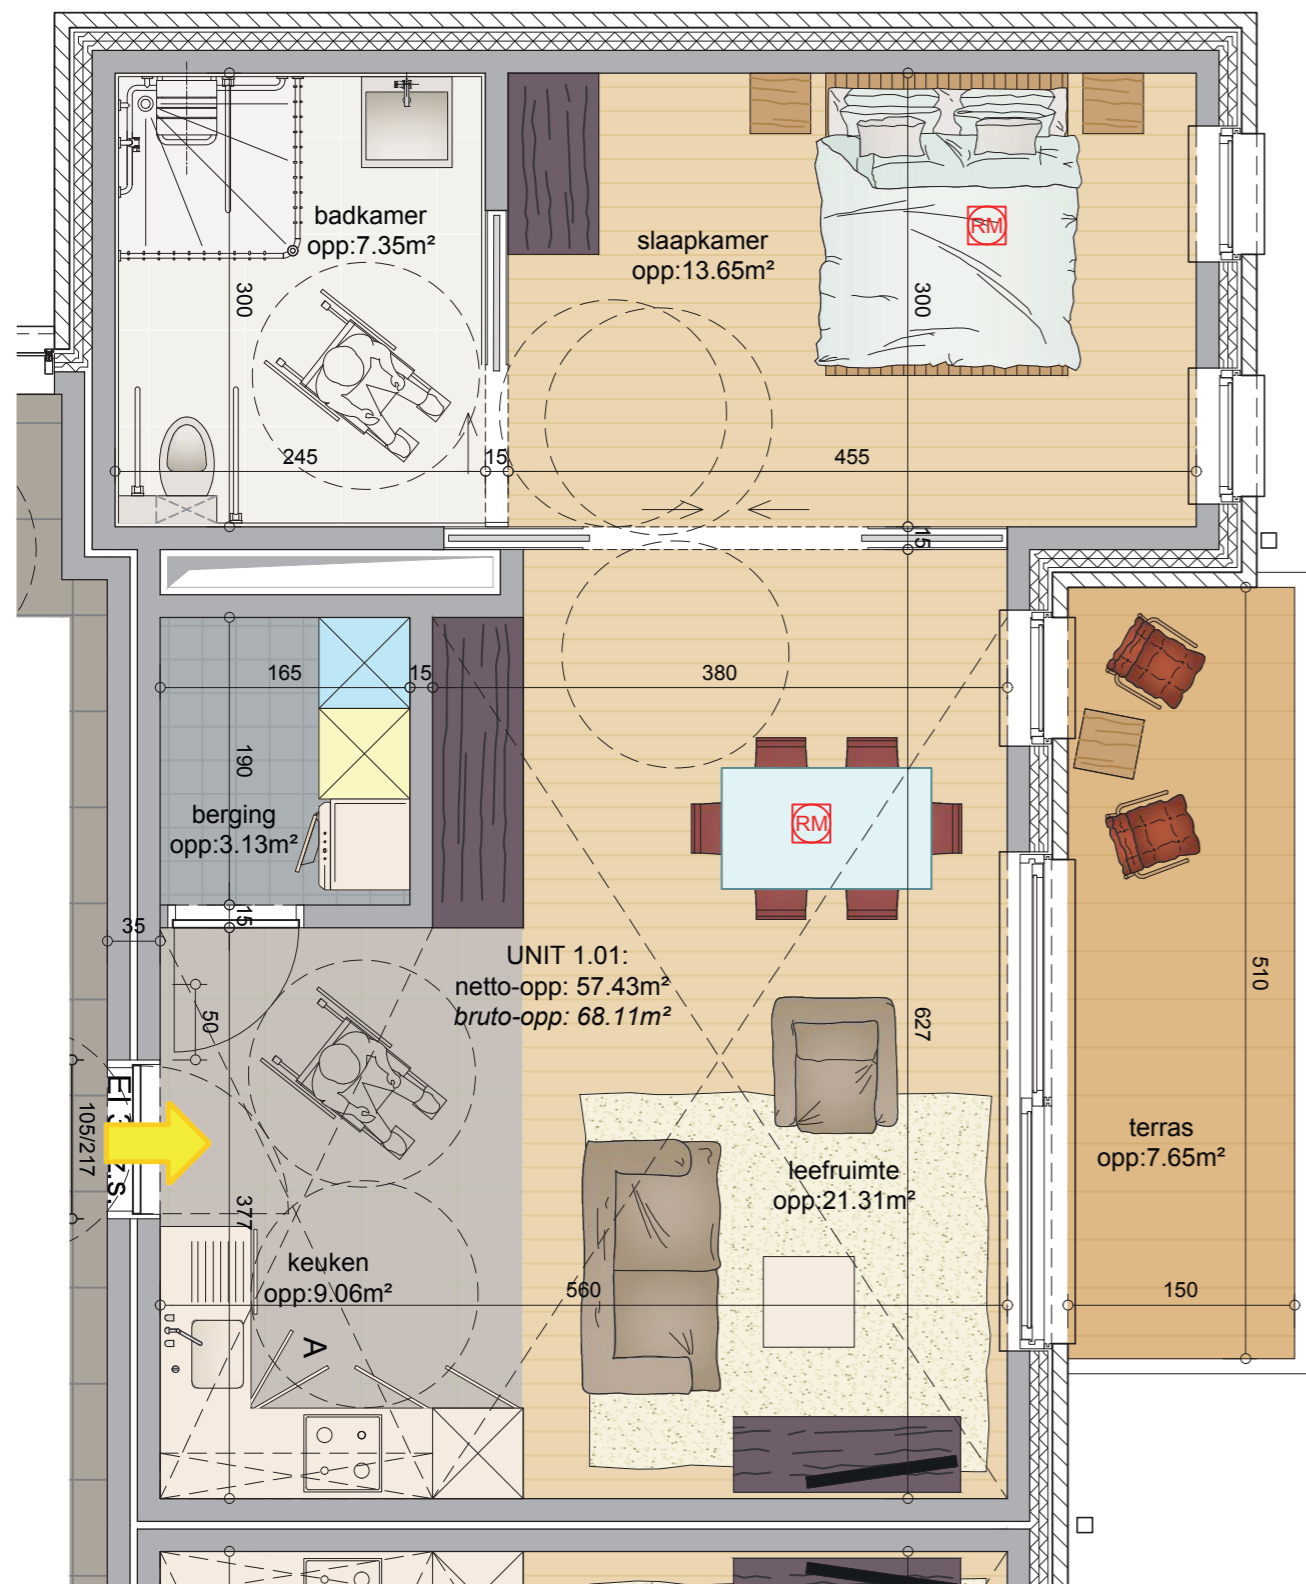 badkamer
opp:7.35m²
slaapkamer
opp:13.65m²
RM
300
300
245
15
455
15
165
15
380
190
berging
opp:3.13m²
RM
15
35
UNIT 1.01:
netto-opp: 57.43m²
bruto-opp: 68.11m²
50
627
510
105/217
terras
opp:7.65m²
leefruimte
opp:21.31m²
377
keuken
opp:9.06m²
560
150
A